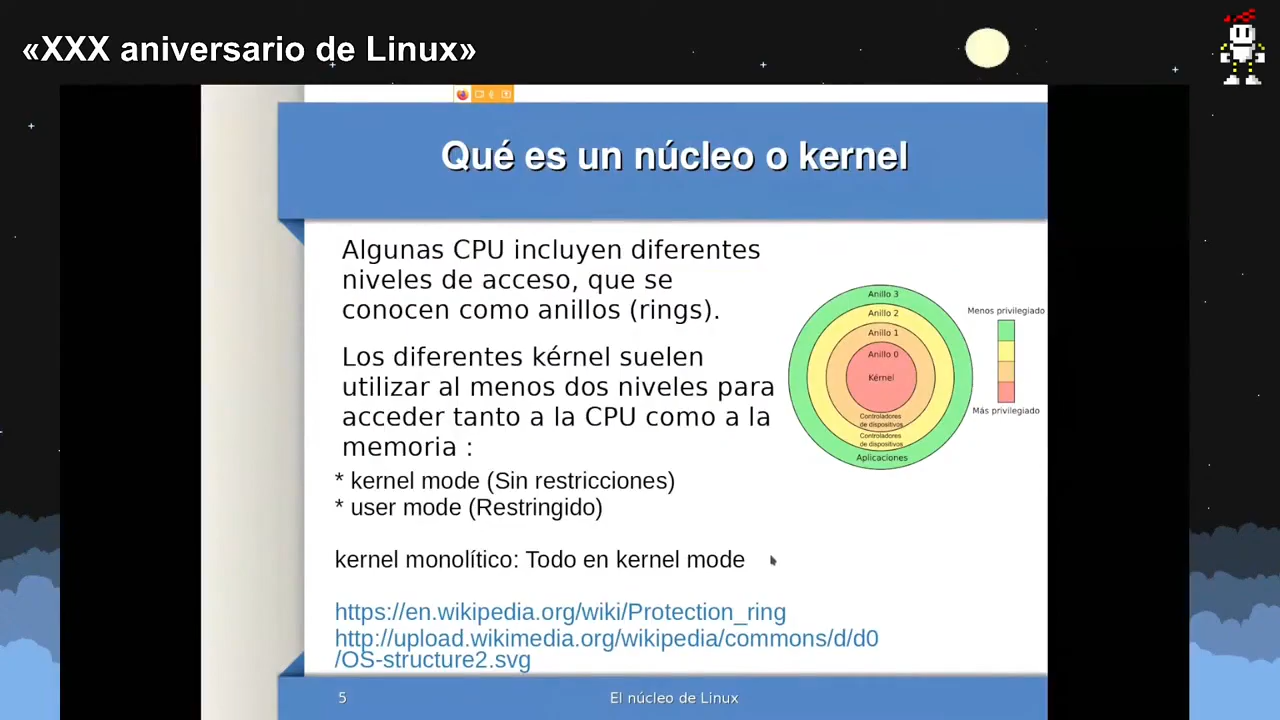 «XXX aniversario de Linux»
Qué es un núcleo o kernel
Algunas CPU incluyen diferentes
niveles de acceso, que se
conocen como anillos (rings).
Los diferentes kérnel suelen
utilizar al menos dos niveles para
acceder tanto a la CPU como a la
memoria :
* kernel mode (Sin restricciones)
* user mode (Restringido)
kernel monolítico: Todo en kernel mode
https://en.wikipedia.org/wiki/Protection_ring
http://upload.wikimedia.org/wikipedia/commons/d/d0
/OS-structure2.svg
Anillo 3
Anillo 2
Anillo 1
Anillo 0
Kérnel
Controladores
de dispositivos
Controladores
de dispositivos
Aplicaciones
Menos privilegiado
Más privilegiado
5
El núcleo de Linux